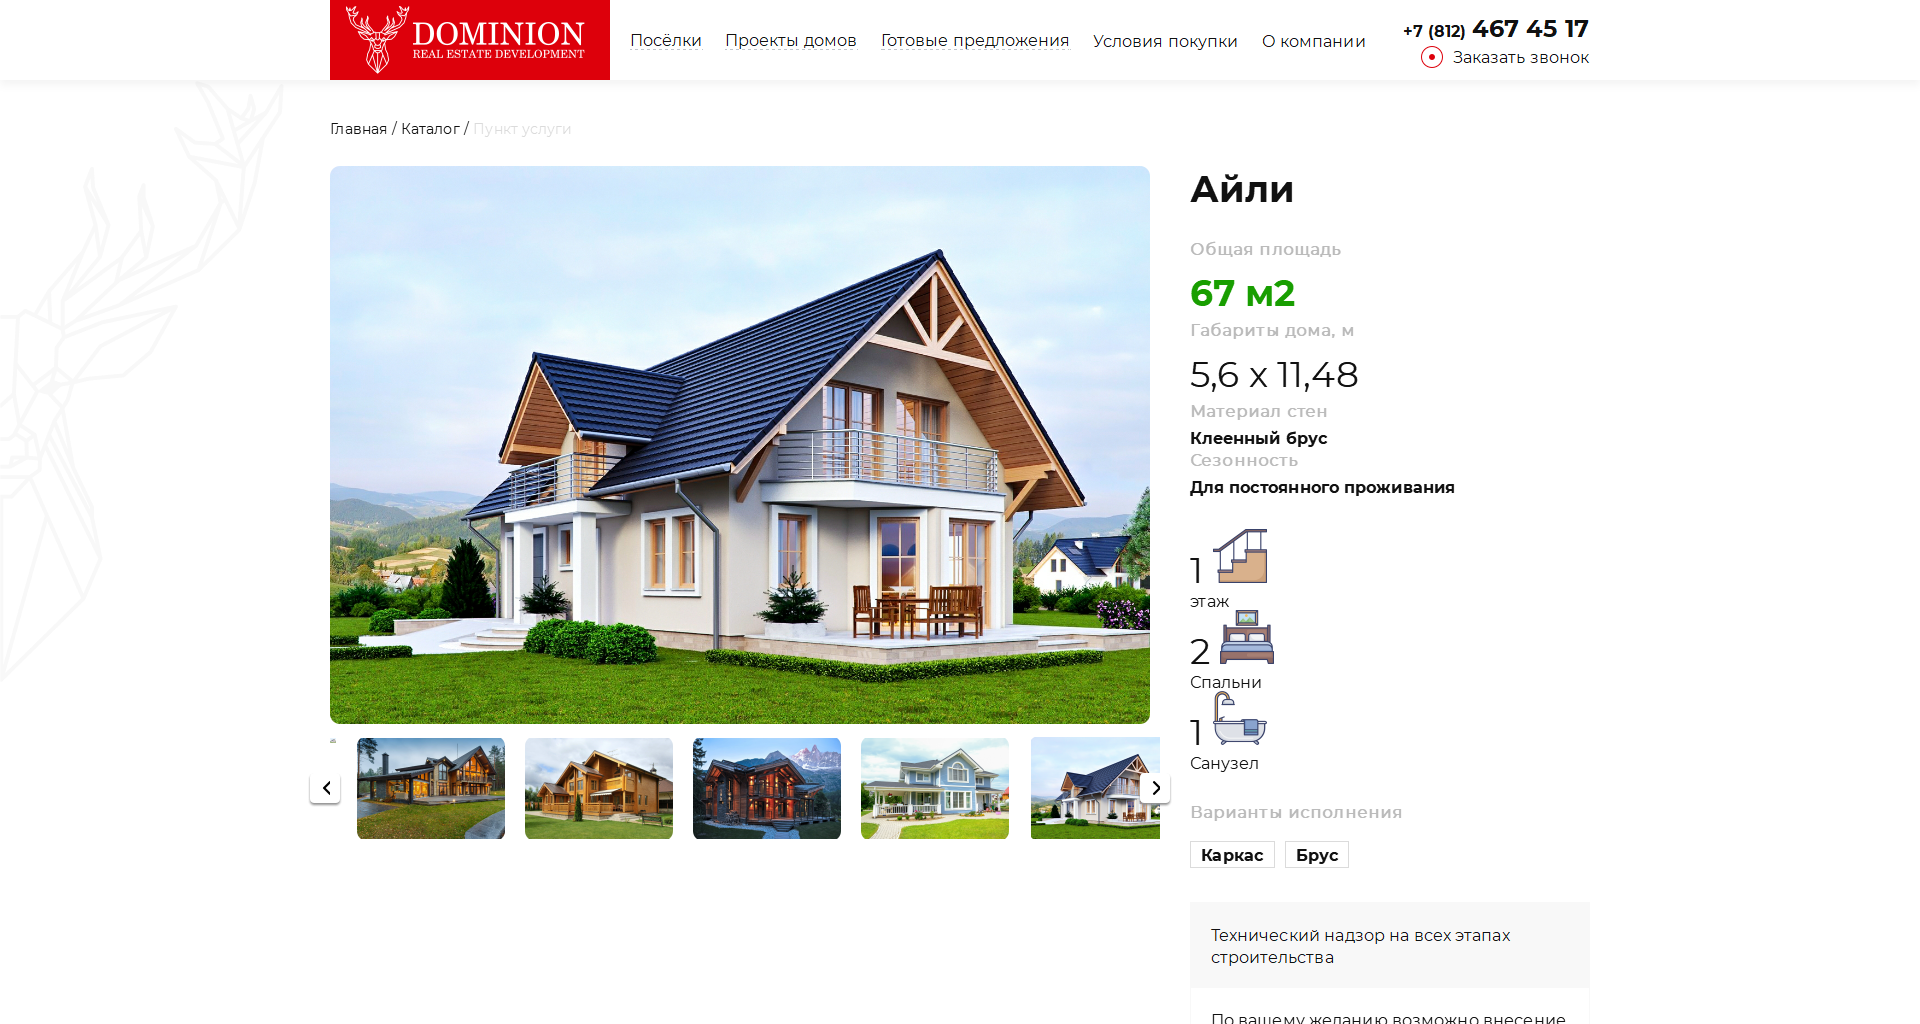 DOMINION
REAL ESTATE DEVELOPMENT
Посёлки Проекты домов Готовые предложения Условия покупки О компании
+7 (812) 467 45 17
Заказать звонок
Главная / Каталог / Пункт услуги
Айли
Общая площадь
67 м2
Габариты дома, м
5,6 x 11,48
Материал стен
Клеенный брус
Сезонность
Для постоянного проживания
1
этаж
2
Спальни
1
Санузел
Варианты исполнения
Каркас Брус
Технический надзор на всех этапах
строительства
По вашему желанию возможно внесение